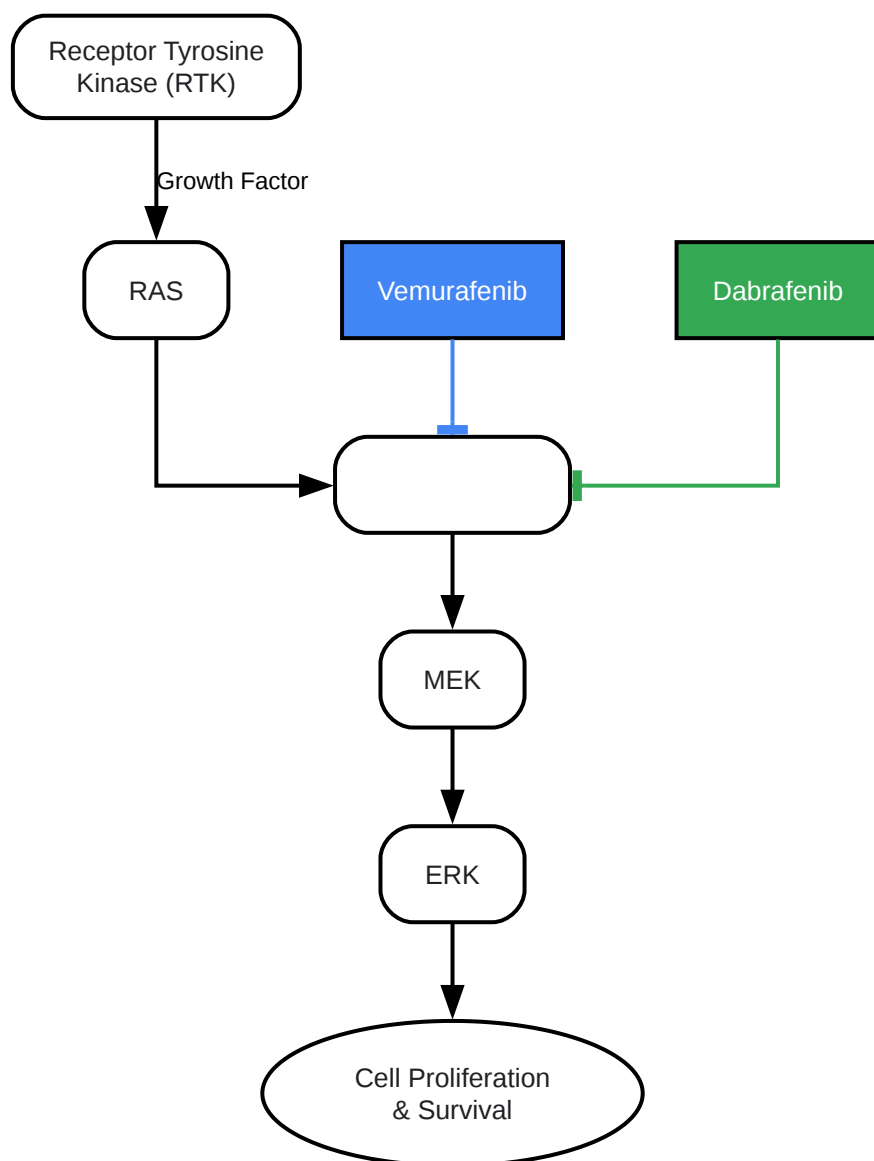 Receptor Tyrosine
Kinase (RTK)
Growth Factor
RAS
Vemurafenib
Dabrafenib
MEK
ERK
Cell Proliferation
& Survival